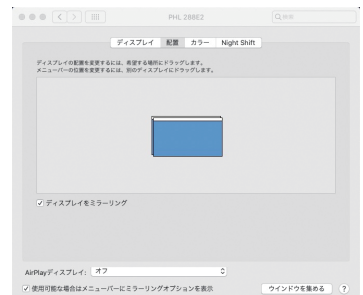 PHL 288E2
検索
ディスプレイ 配置 カラー Night Shift
ディスプレイの配置を変更するには、希望する場所にドラッグします。
メニューバーの位置を変更するには、別のディスプレイにドラッグします。
ディスプレイをミラーリング
AirPlayディスプレイ: オフ
使用可能な場合はメニューバーにミラーリングオプションを表示
ウインドウを集める ?